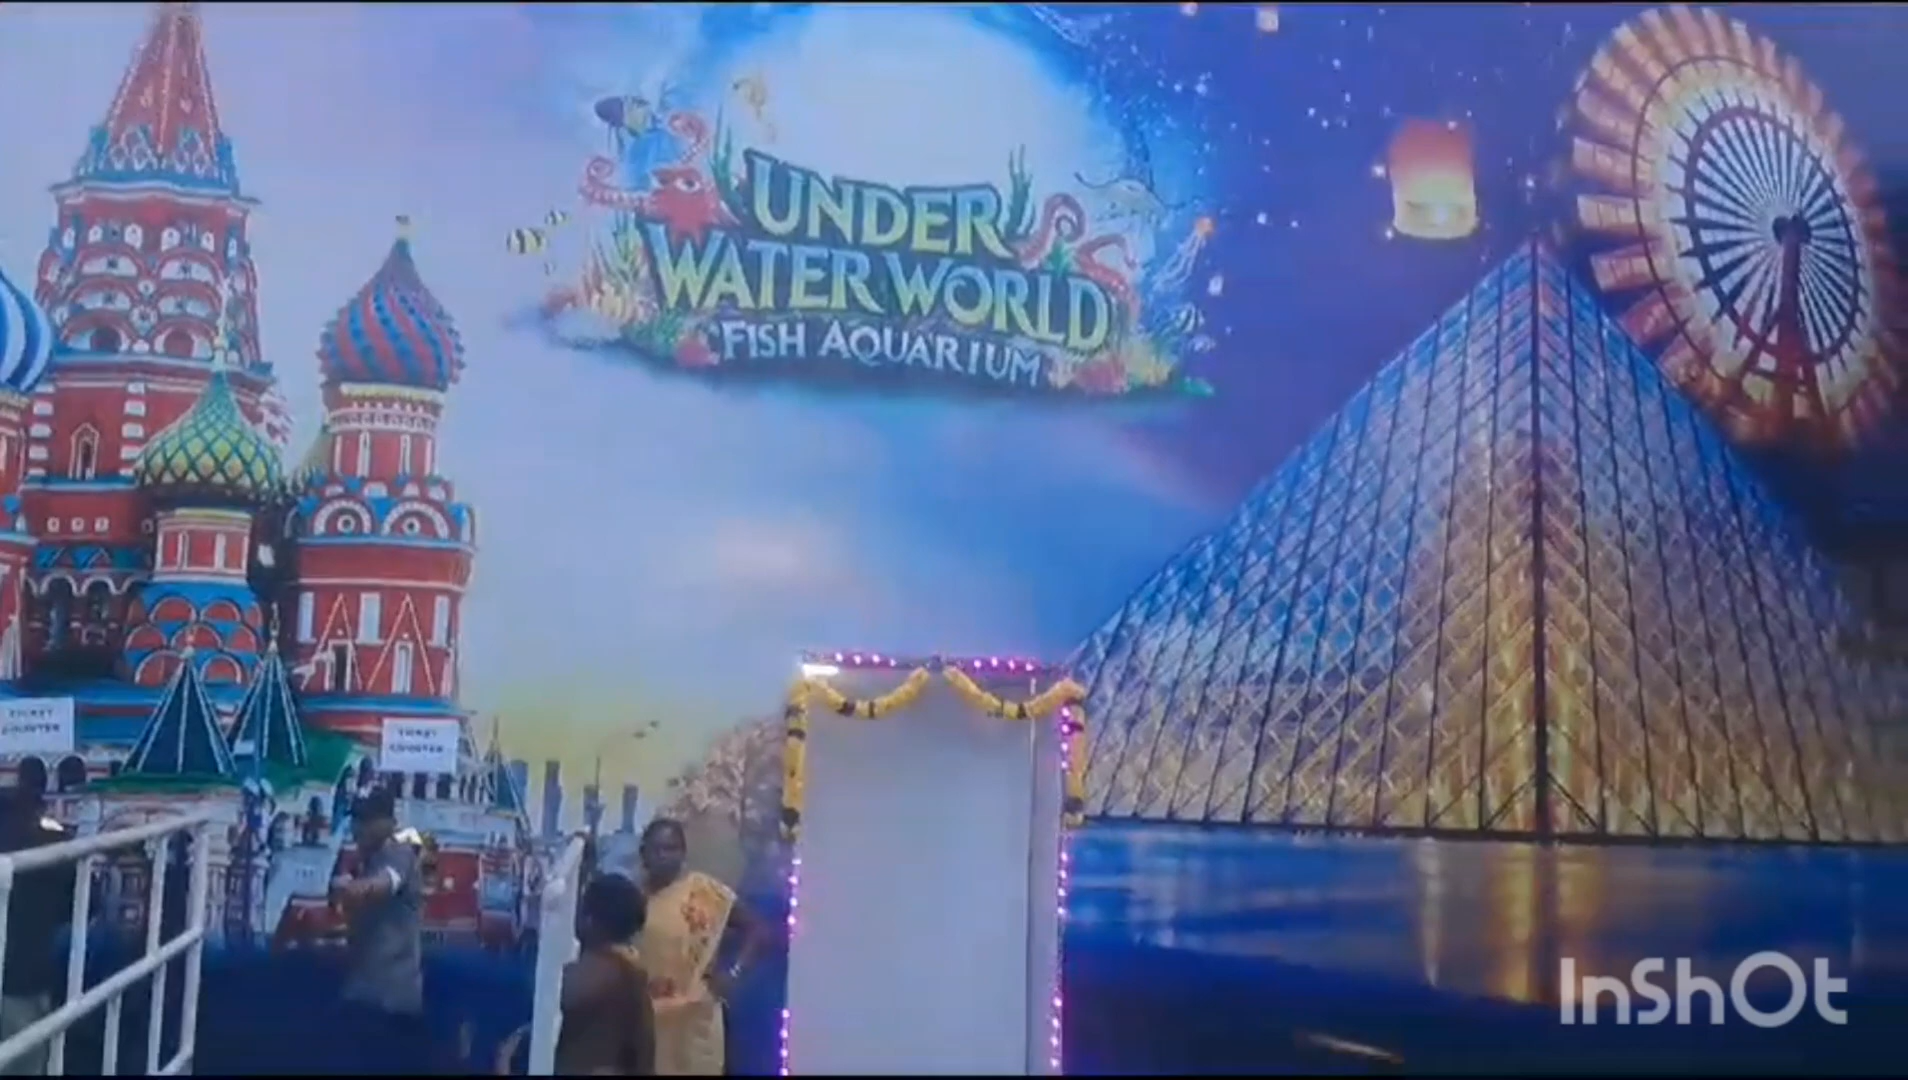 UNDER
WATER WORLD
FISH AQUARIUM
TICKET
COUNTER
TICKET
COUNTER
InShOt